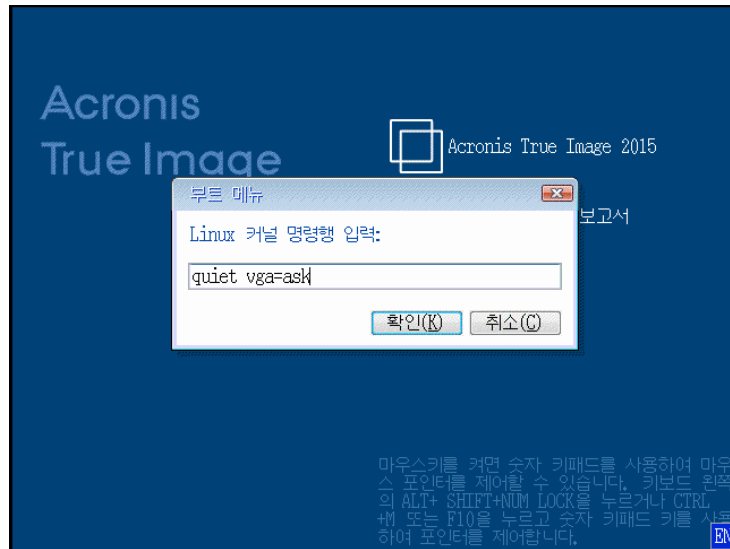 Acronis
True Image
Acronis True Image 2015
보고서
부트 메뉴
Linux 커널 명령행 입력:
quiet vga=ask
확인(K)
취소(C)
마우스키를 켜면 숫자 키패드를 사용하여 마우
스 포인터를 제어할 수 있습니다. 키보드 왼쪽
의 ALT+ SHIFT+NUM LOCK을 누르거나 CTRL
+M 또는 F10을 누르고 숫자 키패드 키를 사용
하여 포인터를 제어합니다.
EN